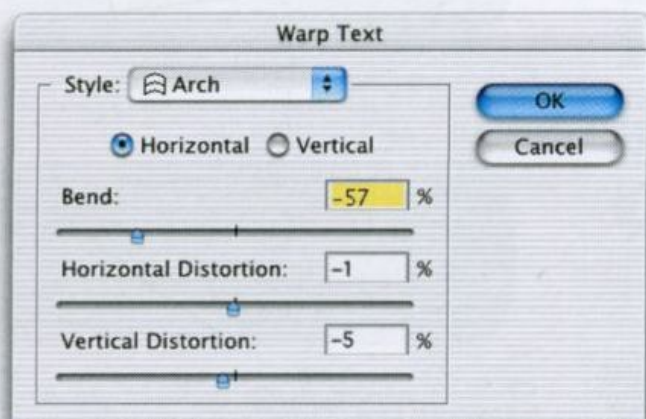 Warp Text
Style: Arch
OK
Horizontal Vertical
Cancel
Bend: -57 %
Horizontal Distortion: -1 %
Vertical Distortion: -5 %